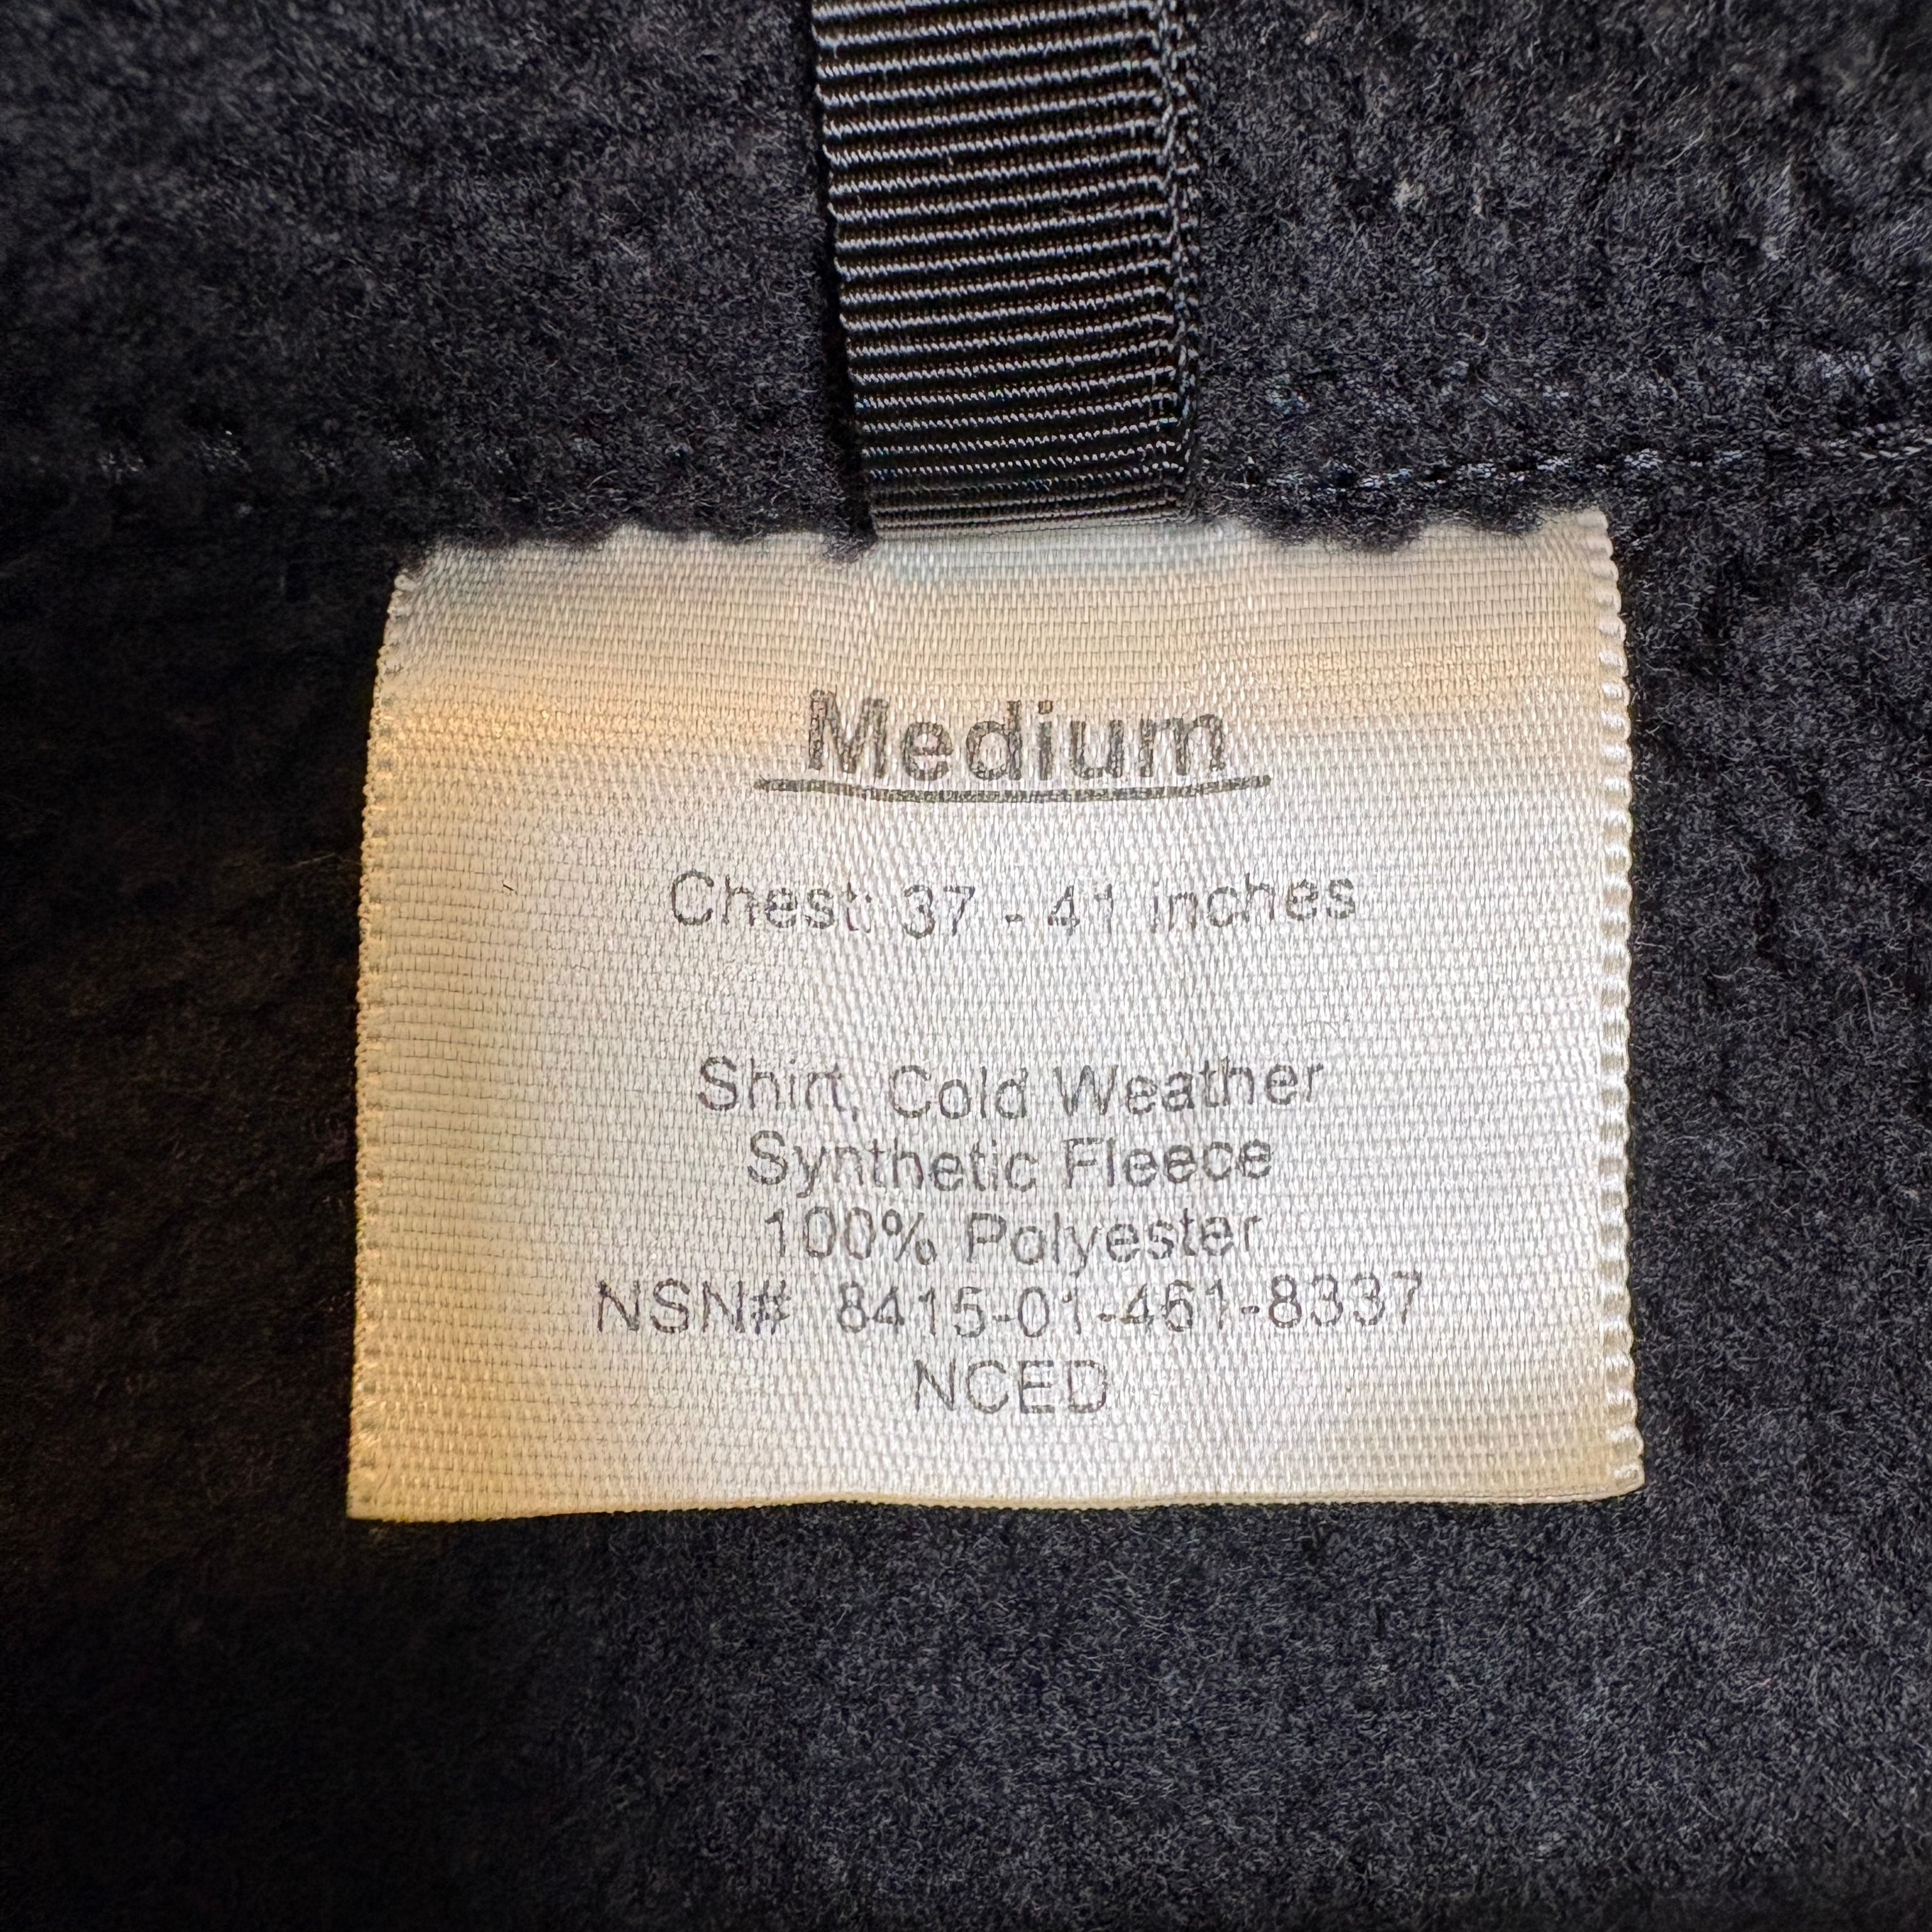 Medium
Chest: 37 - 41 inches
Shirt, Cold Weather
Synthetic Fleece
100% Polyester
NSN# 8415-01-461-8337
NCED